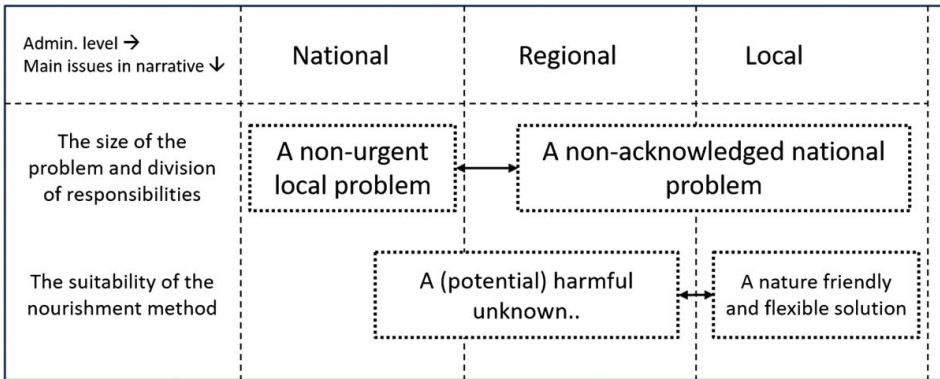 Admin. level →
Main issues in narrative ↓
National
Regional
Local
The size of the
problem and division
of responsibilities
A non-urgent
local problem
A non-acknowledged national
problem
The suitability of the
nourishment method
A (potential) harmful
unknown..
A nature friendly
and flexible solution